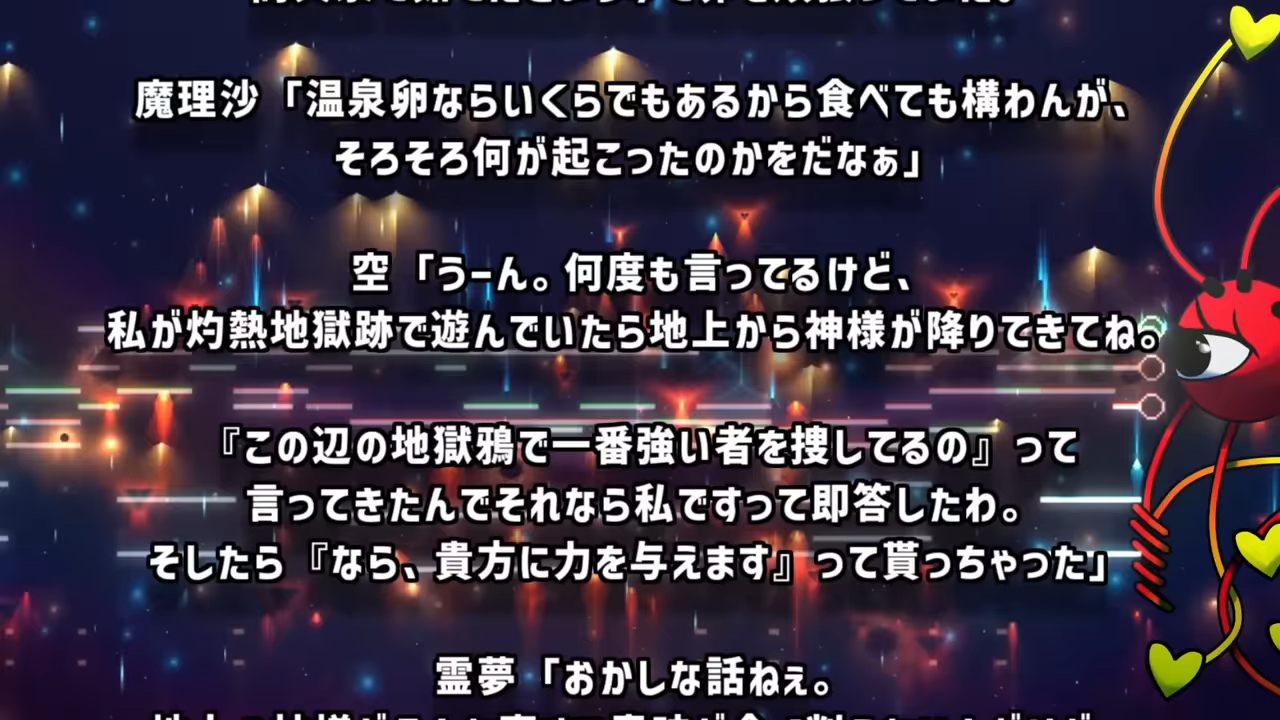 魔理沙「温泉卵ならいくらでもあるから食べても構わんが、
そろそろ何が起こったのかをだなぁ」
空「うーん。何度も言ってるけど、
私が灼熱地獄跡で遊んでいたら地上から神様が降りてきてね。
『この辺の地獄鴉で一番強い者を捜してるの』って
言ってきたんでそれなら私ですって即答したわ。
そしたら『なら、貴方に力を与えます』って貰っちゃった」
霊夢「おかしな話ねぇ。